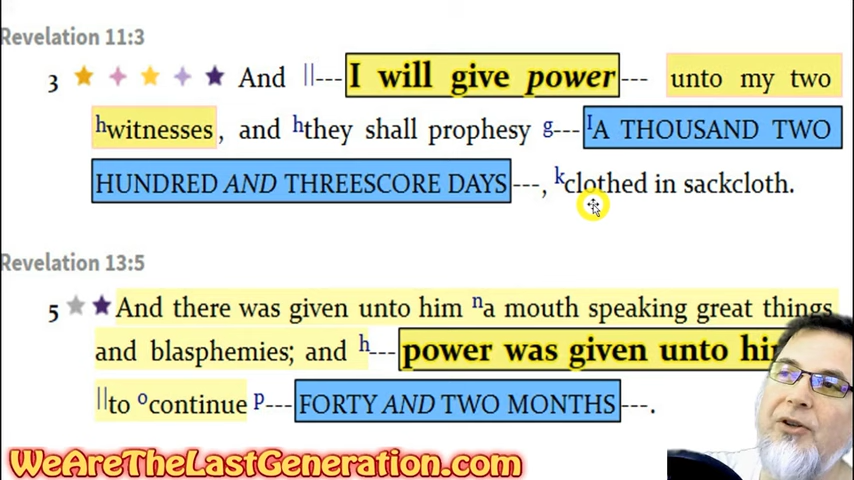 Revelation 11:3
3 And ||--- I will give power --- unto my two
hwitnesses, and hthey shall prophesy g--- IA THOUSAND TWO
HUNDRED AND THREESCORE DAYS ---, kclothed in sackcloth.
Revelation 13:5
5 And there was given unto him na mouth speaking great things
and blasphemies; and h--- power was given unto
||to ocontinue p--- FORTY AND TWO MONTHS ---.
WeAreTheLastGeneration.com